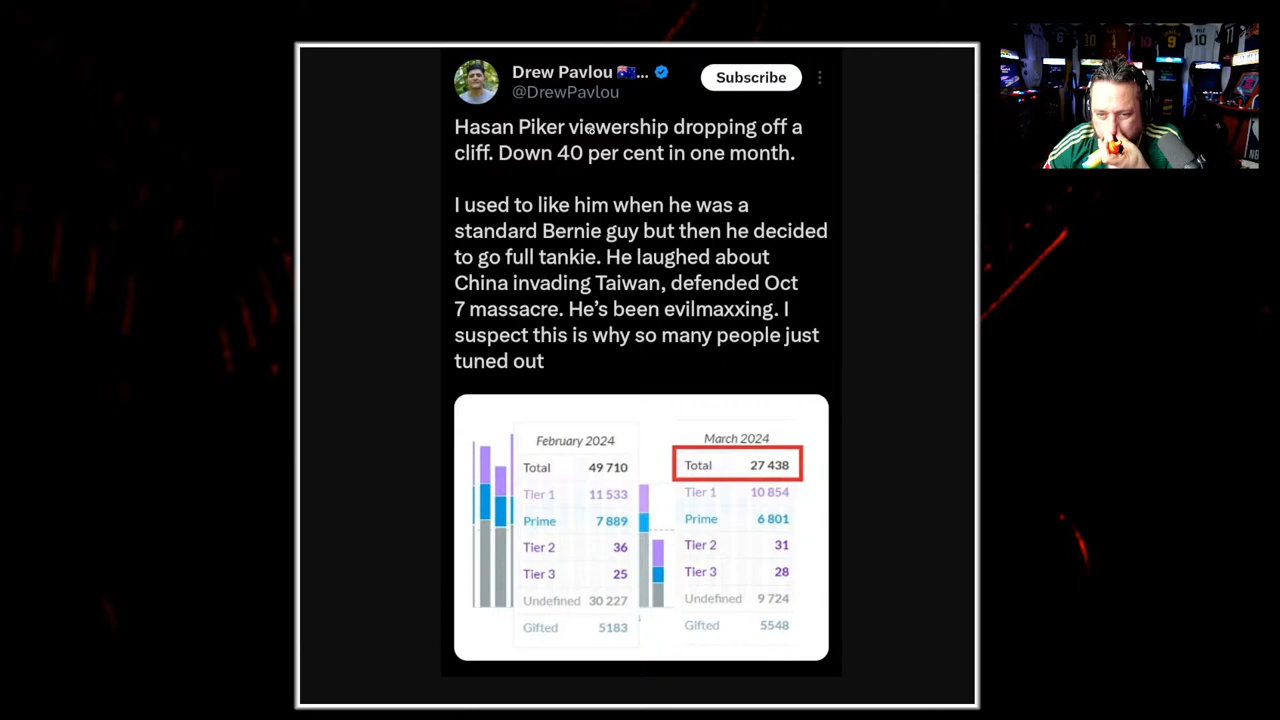 Drew Pavlou 🇦🇺...
Subscribe
@DrewPavlou
Hasan Piker viewership dropping off a
cliff. Down 40 per cent in one month.
I used to like him when he was a
standard Bernie guy but then he decided
to go full tankie. He laughed about
China invading Taiwan, defended Oct
7 massacre. He’s been evilmaxxing. I
suspect this is why so many people just
tuned out
February 2024
Total 49 710
Tier 1 11 533
Prime 7 889
Tier 2 36
Tier 3 25
Undefined 30 227
Gifted 5183
March 2024
Total 27 438
Tier 1 10 854
Prime 6 801
Tier 2 31
Tier 3 28
Undefined 9 724
Gifted 5548